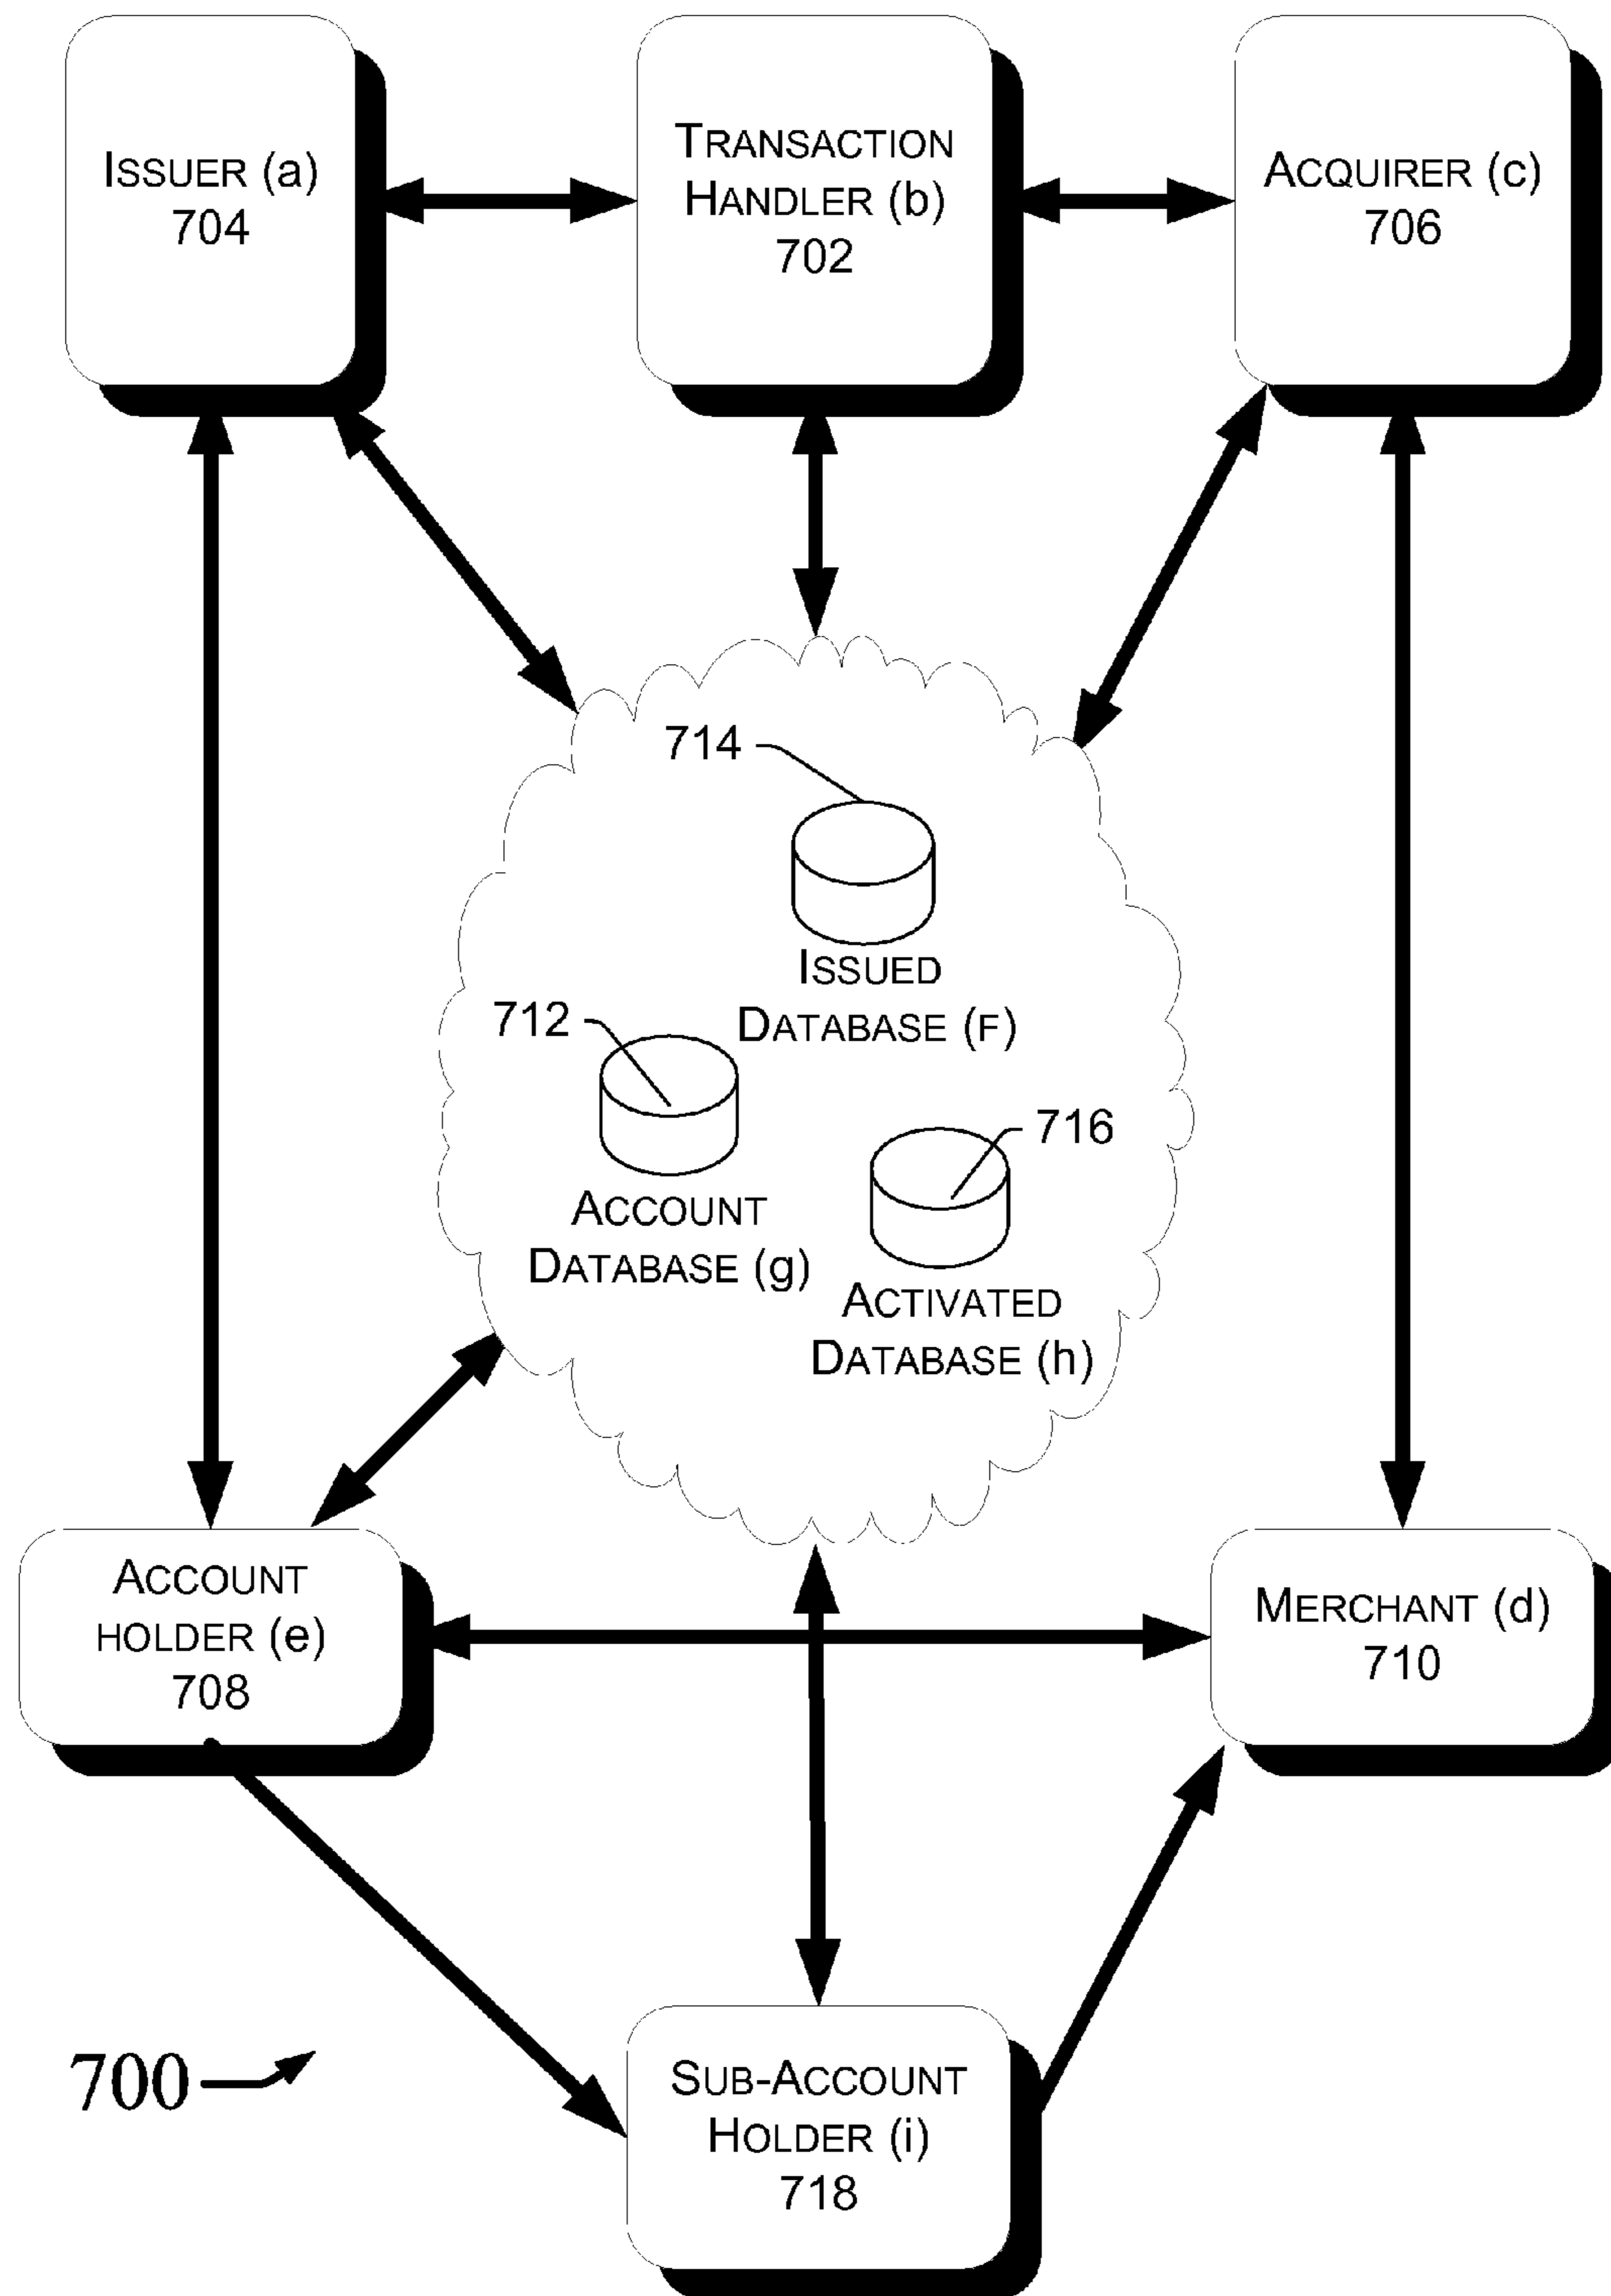 ISSUER (a)
704
TRANSACTION
HANDLER (b)
702
ACQUIRER (c)
706
714
ISSUED
DATABASE (F)
712
ACCOUNT
DATABASE (g)
716
ACTIVATED
DATABASE (h)
ACCOUNT
HOLDER (e)
708
MERCHANT (d)
710
700
SUB-ACCOUNT
HOLDER (i)
718